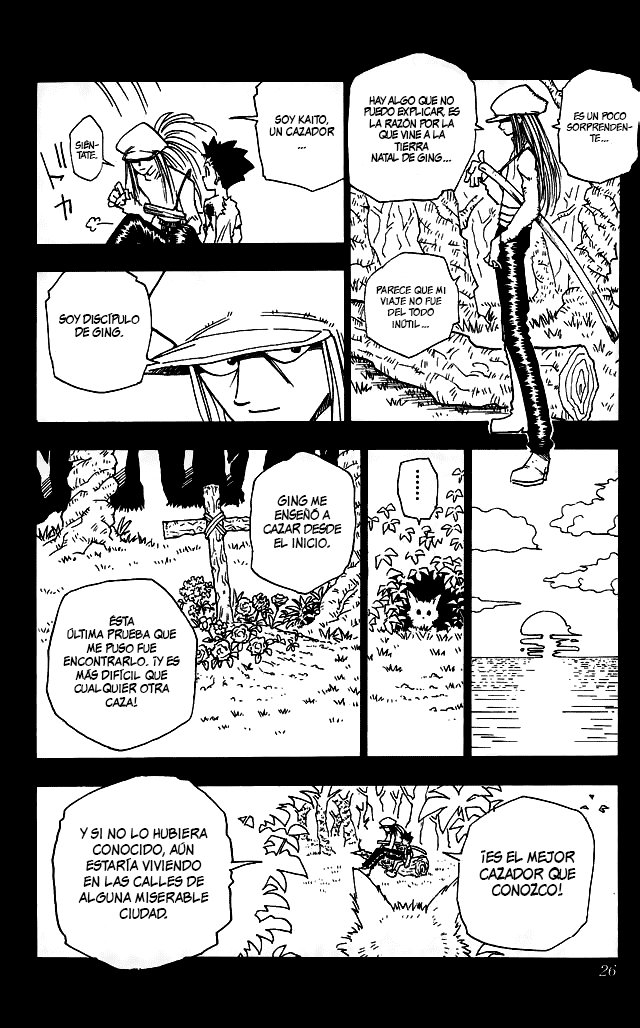 ES UN POCO
SORPRENDEN-
TE...
HAY ALGO QUE NO
PUEDO EXPLICAR, ES
LA RAZÓN POR LA
QUE VINE A LA
TIERRA
NATAL DE GING...
PARECE QUE MI
VIAJE NO FUE
DEL TODO
INÚTIL...
SOY KAITO,
UN CAZADOR
...
SIÉN-
TATE.
ドカ
SOY DISCÍPULO
DE GING.
......
GING ME
ENSEÑÓ A
CAZAR DESDE
EL INICIO.
ÉSTA
ÚLTIMA PRUEBA QUE
ME PUSO FUE
ENCONTRARLO. ¡Y ES
MÁS DIFÍCIL QUE
CUALQUIER OTRA
CAZA!
¡ES EL MEJOR
CAZADOR QUE
CONOZCO!
Y SI NO LO HUBIERA
CONOCIDO, AÚN
ESTARÍA VIVIENDO
EN LAS CALLES DE
ALGUNA MISERABLE
CIUDAD.
26